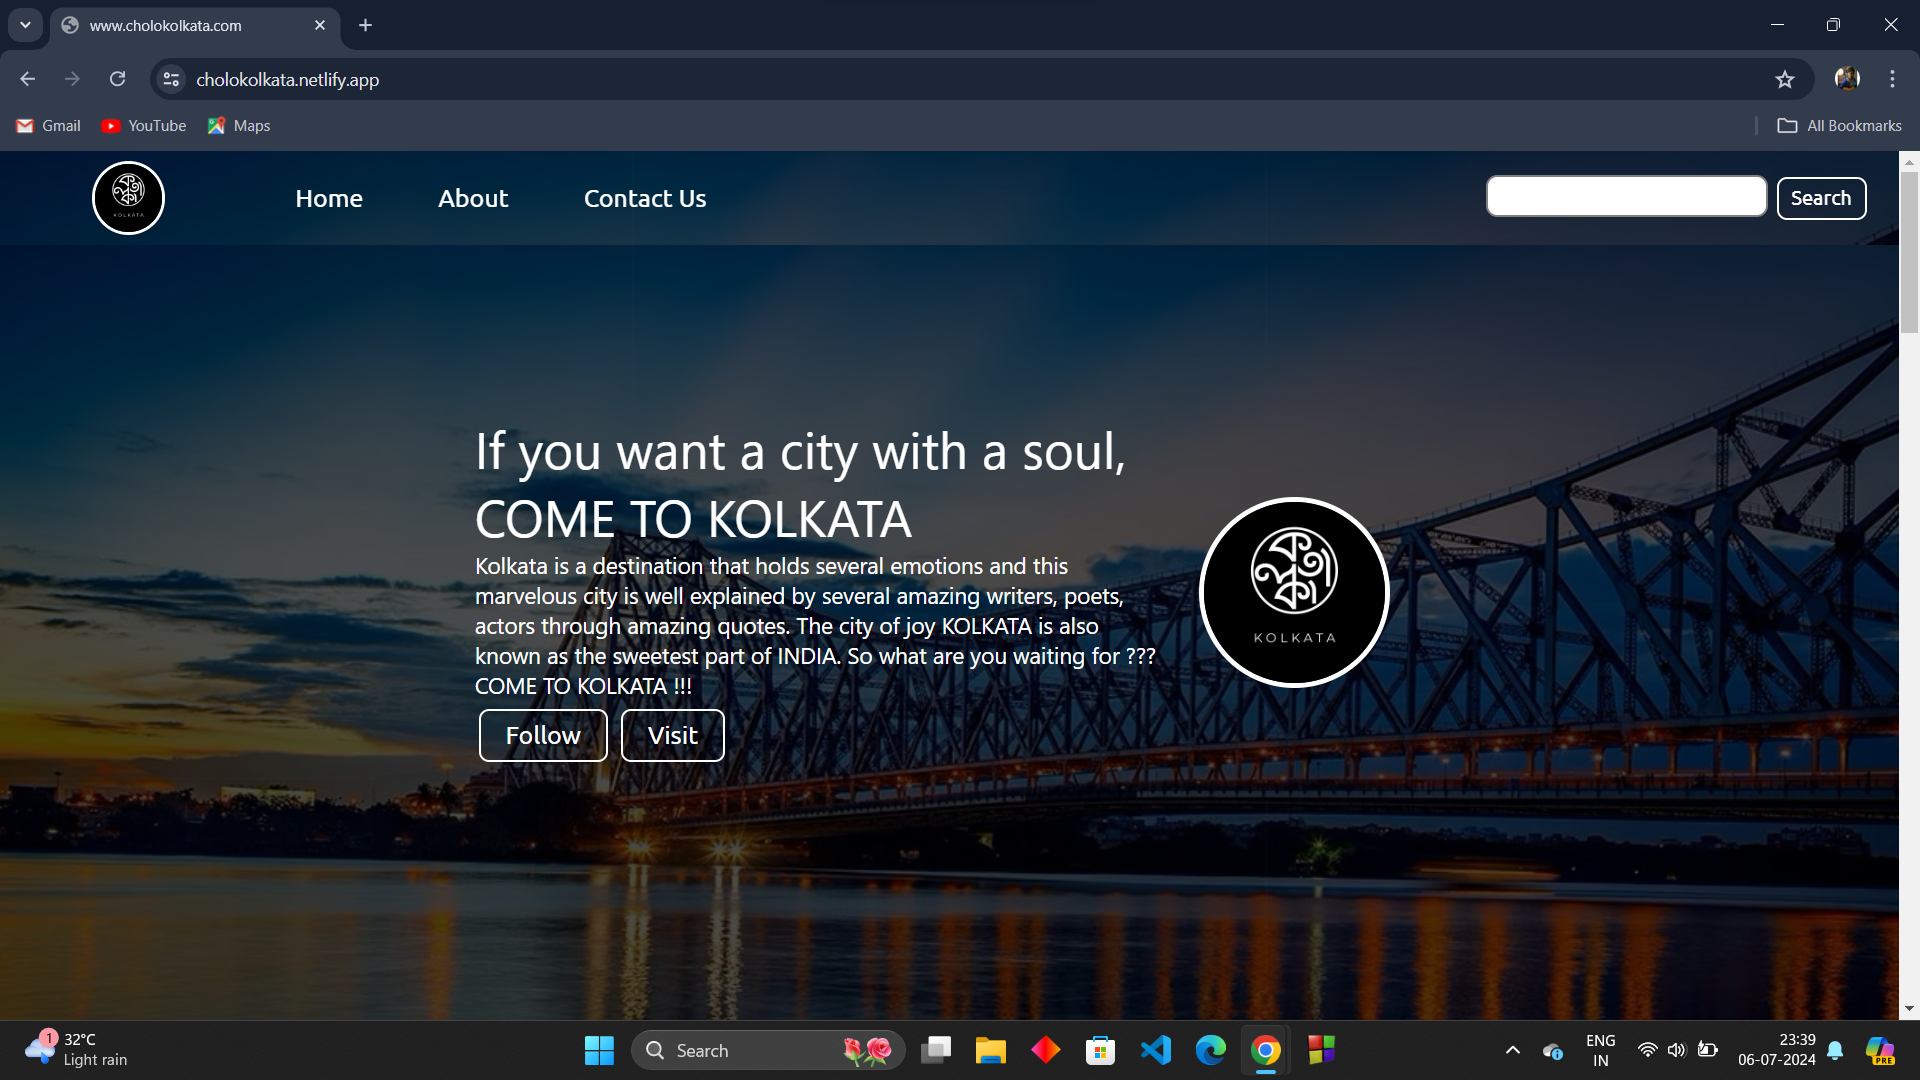 www.cholokolkata.com
cholokolkata.netlify.app
Gmail YouTube Maps All Bookmarks
KOLKATA Home About Contact Us Search
If you want a city with a soul,
COME TO KOLKATA
Kolkata is a destination that holds several emotions and this
marvelous city is well explained by several amazing writers, poets,
actors through amazing quotes. The city of joy KOLKATA is also
known as the sweetest part of INDIA. So what are you waiting for ???
COME TO KOLKATA !!!
KOLKATA
Follow Visit
1 32°C
Light rain
Search
PRE
ENG
IN
23:39
06-07-2024